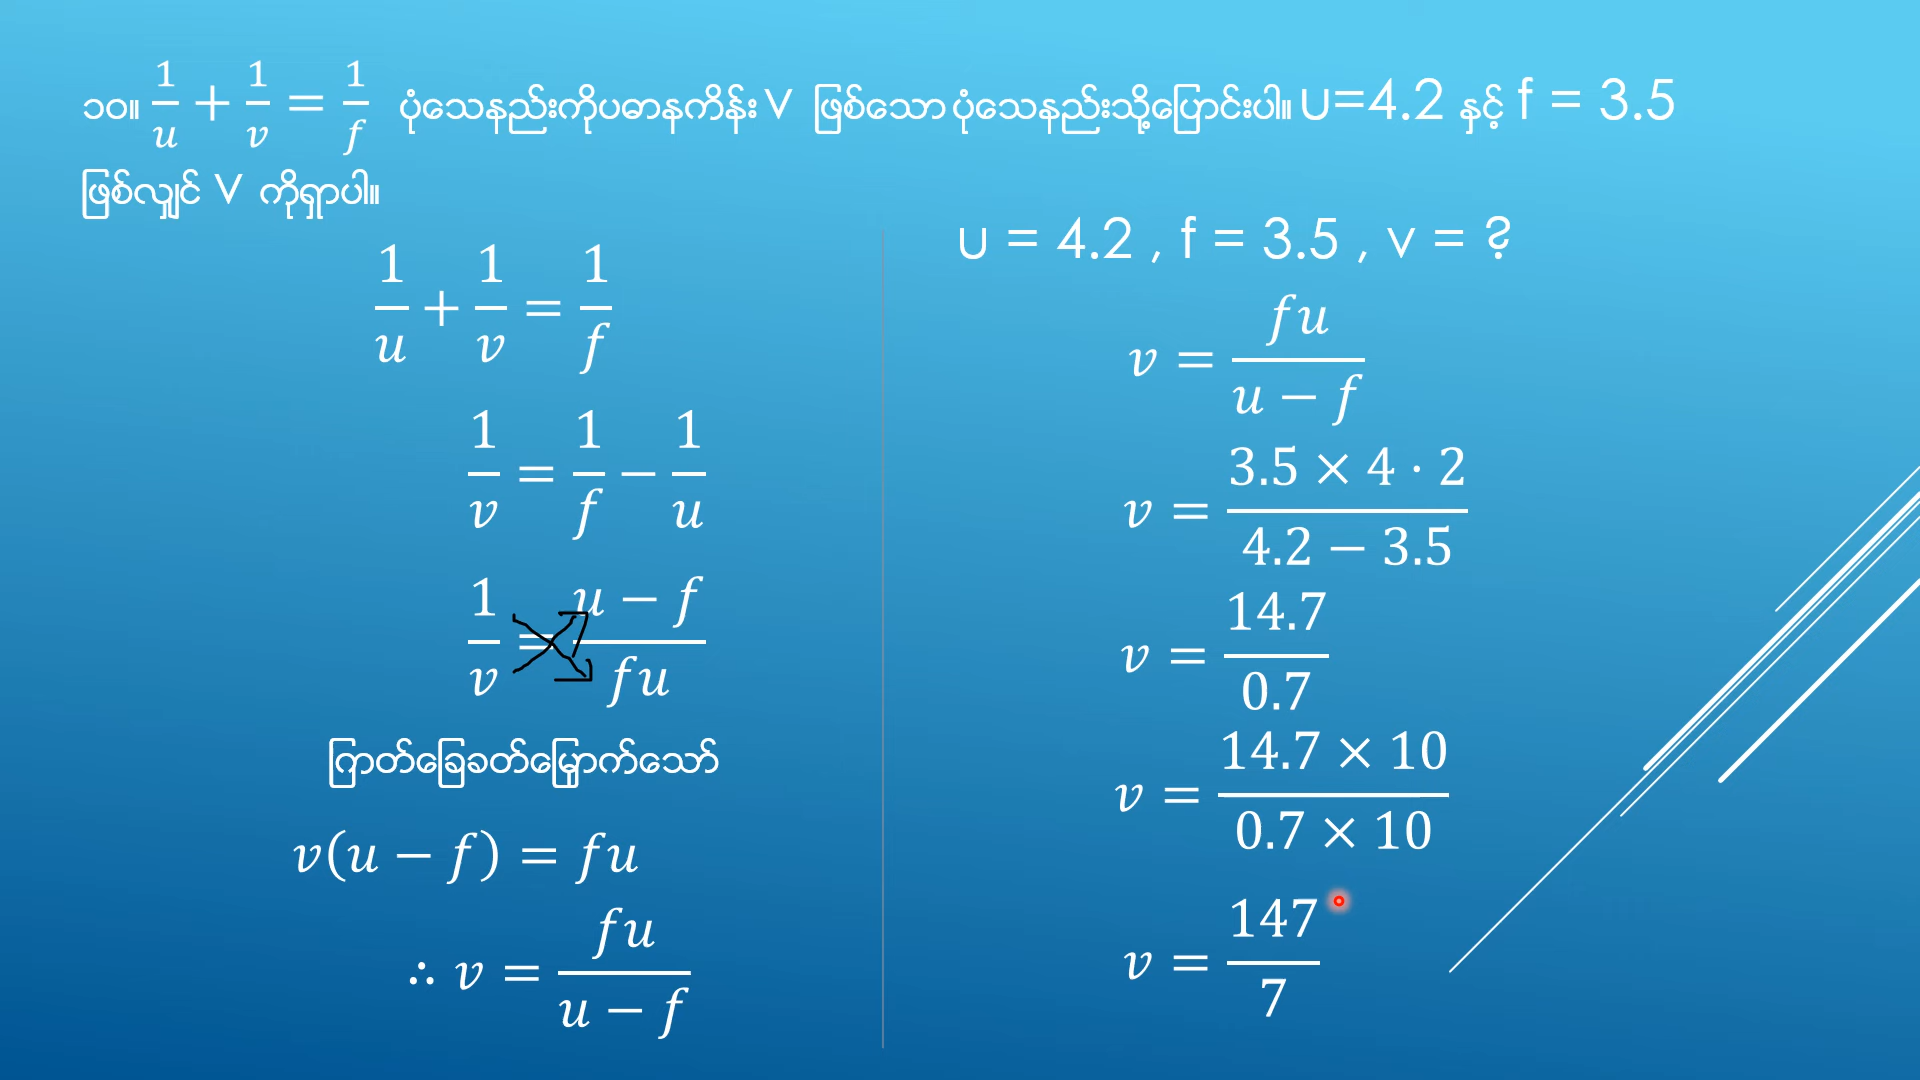 ၁၀။ 1/u + 1/v = 1/f ပုံသေနည်းကိုပဓာနကိန်း v ဖြစ်သော ပုံသေနည်းသို့ပြောင်းပါ။ u=4.2 နှင့် f = 3.5
ဖြစ်လျှင် v ကိုရှာပါ။
1/u + 1/v = 1/f
1/v = 1/f − 1/u
1/v = (u − f)/(fu)
ကြာတ်ခြေခတ်မြှောက်သော်
v(u − f) = fu
∴ v = fu/(u − f)
u = 4.2 , f = 3.5 , v = ?
v = fu/(u − f)
v = (3.5 × 4 · 2)/(4.2 − 3.5)
v = 14.7/0.7
v = (14.7 × 10)/(0.7 × 10)
v = 147/7